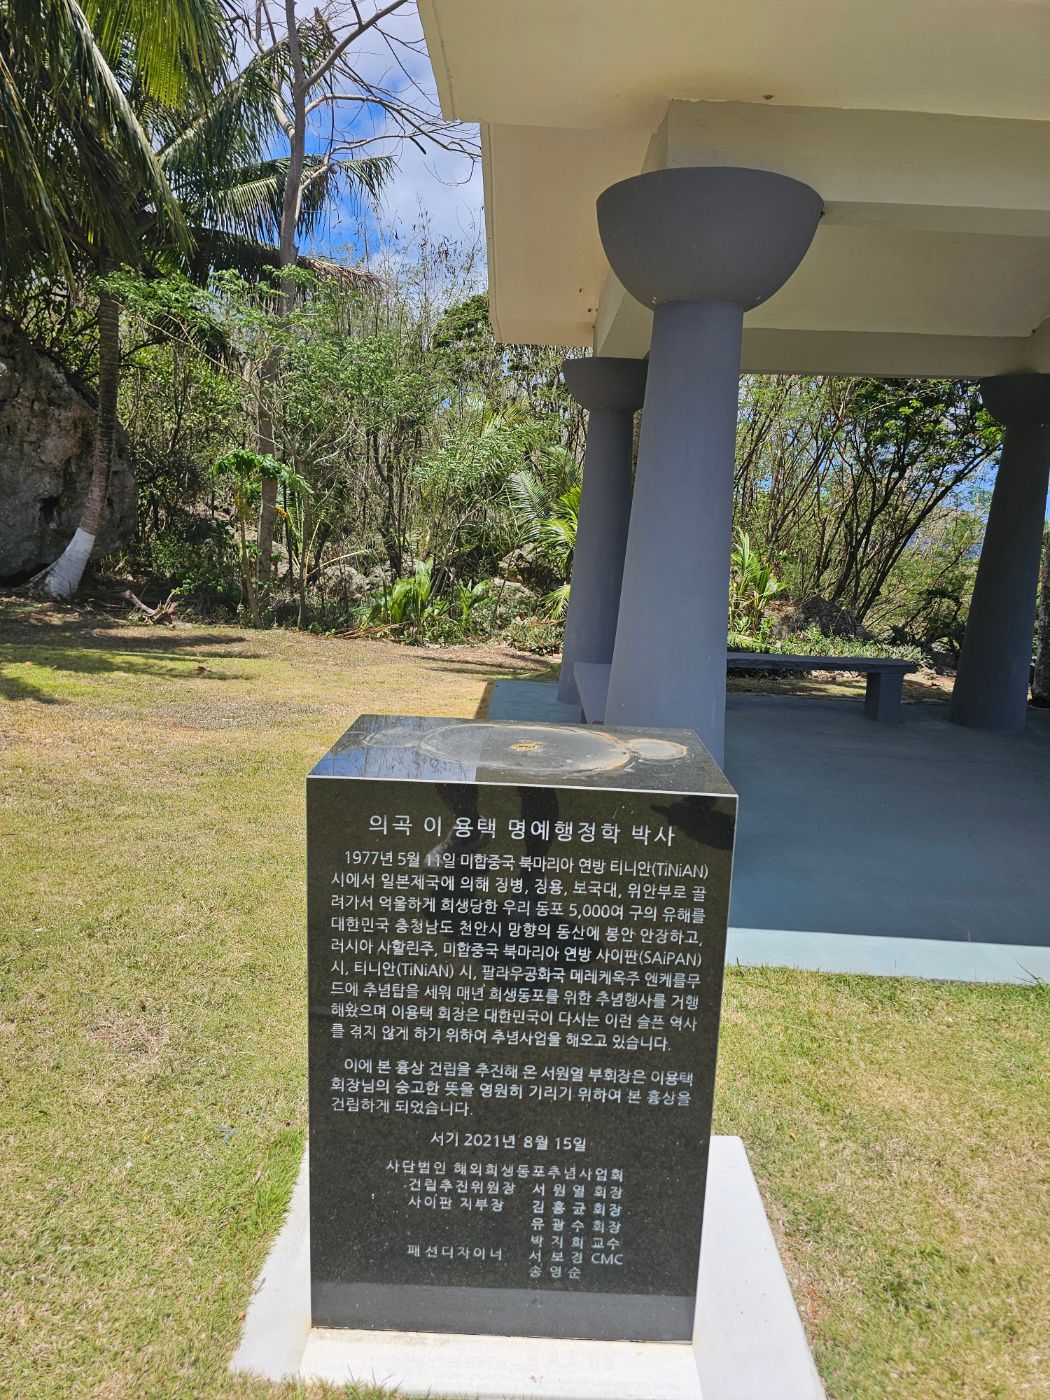 의곡 이 용택 명예행정학 박사
1977년 5월 11일 미합중국 북마리아 연방 티니안(TiNiAN)
시에서 일본제국에 의해 징병, 징용, 보국대, 위안부로 끌
려가서 억울하게 희생당한 우리 동포 5,000여 구의 유해를
대한민국 충청남도 천안시 망향의 동산에 봉안 안장하고,
러시아 사할린주, 미합중국 북마리아 연방 사이판(SAiPAN)
시, 티니안(TiNiAN) 시, 팔라우공화국 메레케옥주 엔케를무
드에 추념탑을 세워 매년 희생동포를 위한 추념행사를 거행
해왔으며 이용택 회장은 대한민국이 다시는 이런 슬픈 역사
를 겪지 않게 하기 위하여 추념사업을 해오고 있습니다.
이에 본 흉상 건립을 추진해 온 서원열 부회장은 이용택
회장님의 숭고한 뜻을 영원히 기리기 위하여 본 흉상을
건립하게 되었습니다.
서기 2021년 8월 15일
사단법인 해외희생동포추념사업회
건립추진위원장 서원열 회장
사이판 지부장 김홍균 회장
유광수 회장
박지희 교수
패션디자이너 서보경 CMC
송영순